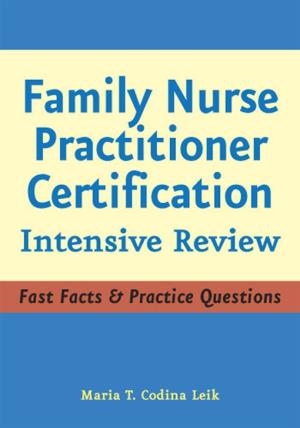 Family Nurse
Practitioner
Certification
Intensive Review
Fast Facts & Practice Questions
Maria T. Codina Leik